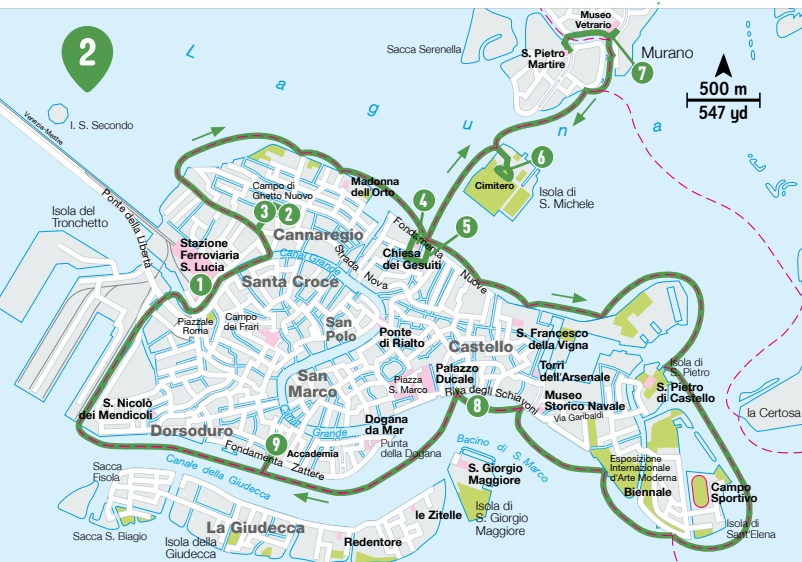 2
L a g u n a
Museo
Vetrario
Sacca Serenella
S. Pietro
Martire
Murano
7
500 m
547 yd
Venezia-Mestre
I. S. Secondo
6
Cimitero
Isola di
S. Michele
Madonna
dell'Orto
Campo di
Ghetto Nuovo
4
3
2
5
Isola del
Tronchetto
Ponte della Libertà
Cannaregio
Fondamenta Nuove
Stazione
Ferroviaria
S. Lucia
Canal Grande
Strada Nova
Chiesa
dei Gesuiti
1
Santa Croce
Piazzale
Roma
Campo
dei Frari
San
Polo
Ponte
di Rialto
Castello
S. Francesco
della Vigna
Palazzo
Ducale
Torri
dell'Arsenale
Isola di
S. Pietro
San
Marco
Piazza
S. Marco
Riva degli Schiavoni
S. Pietro
di Castello
8
Museo
Storico Navale
Via Garibaldi
la Certosa
S. Nicolò
dei Mendicoli
Canal Grande
Dogana
da Mar
Dorsoduro
9
Accademia
Punta
della Dogana
Bacino di S. Marco
Fondamenta Zattere
Sacca
Fisola
Canale della Giudecca
S. Giorgio
Maggiore
Esposizione
Internazionale
d'Arte Moderna
Biennale
Campo
Sportivo
Sacca S. Biagio
La Giudecca
le Zitelle
Isola di
S. Giorgio
Maggiore
Isola di
Sant'Elena
Isola della
Giudecca
Redentore